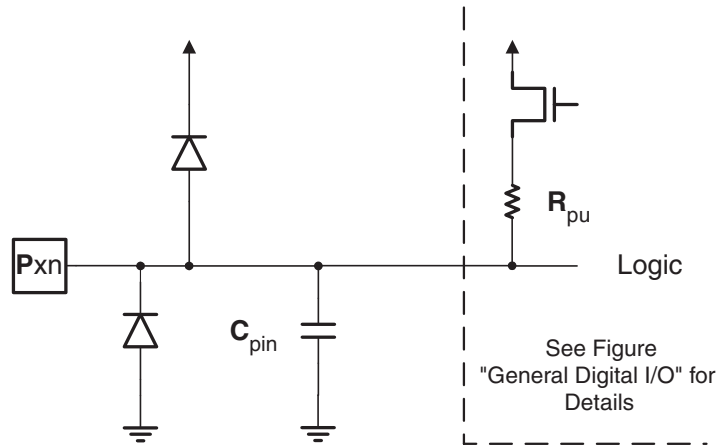 R
pu
Pxn
Logic
C
pin
See Figure
"General Digital I/O" for
Details